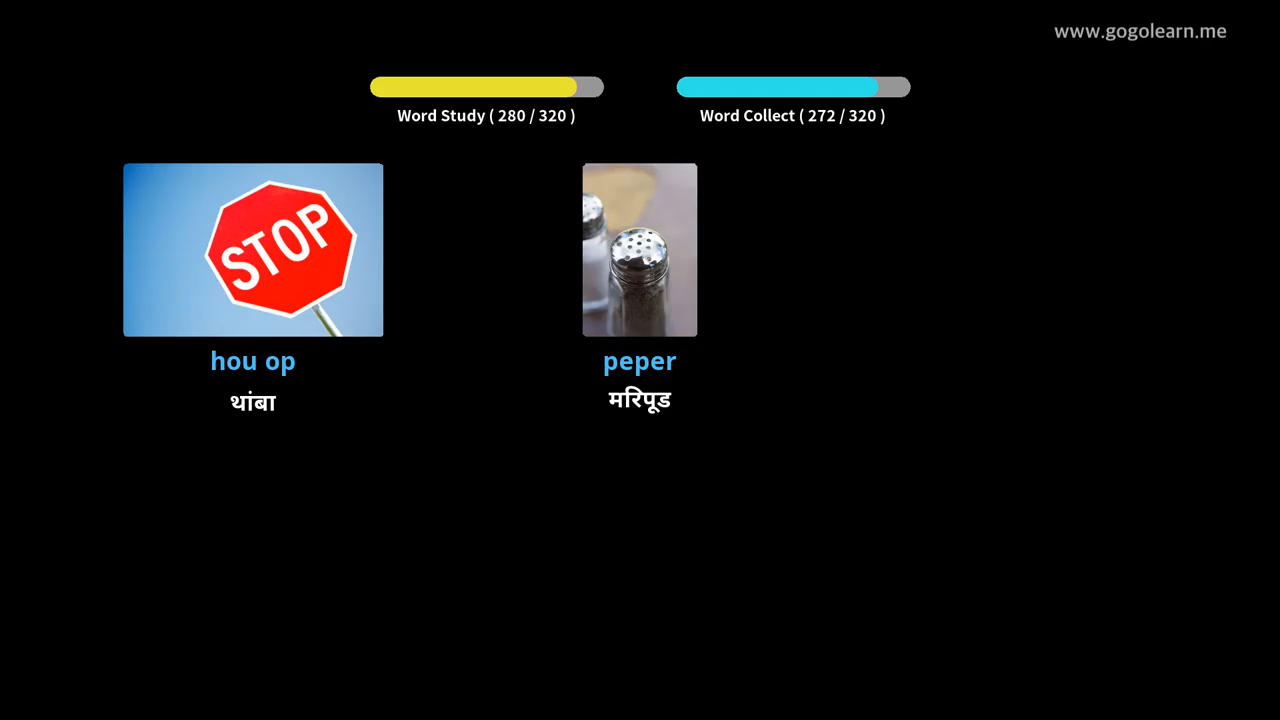 www.gogolearn.me
Word Study ( 280 / 320 )
Word Collect ( 272 / 320 )
STOP
hou op
थांबा
peper
मरिपूड